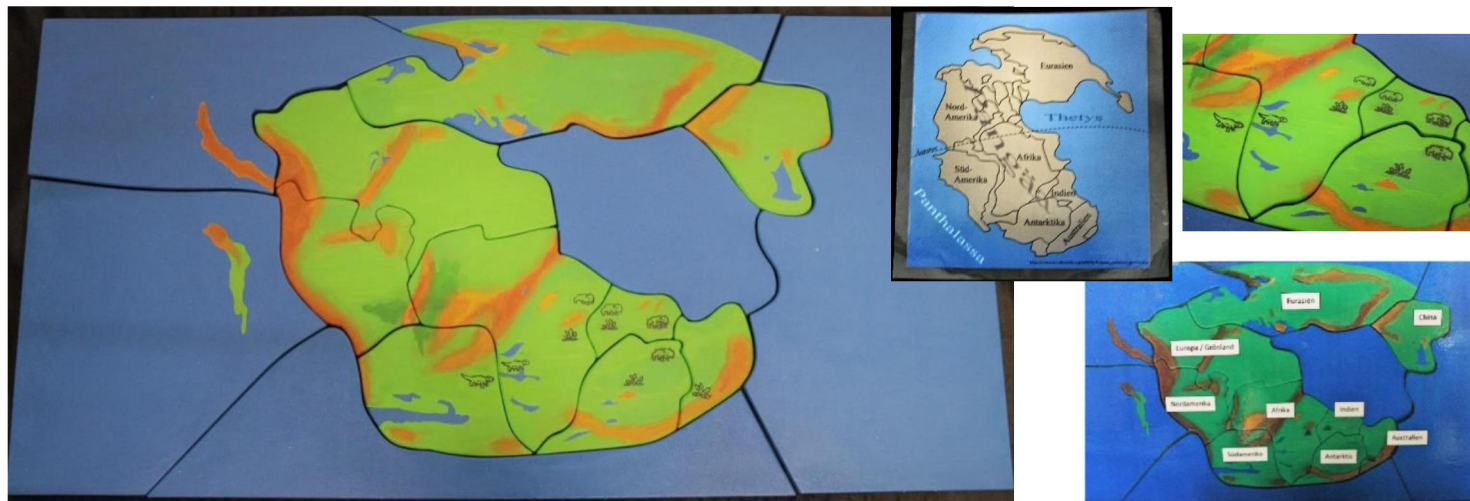 Eurasien
Nord-
Amerika
Thetys
Afrika
Süd-
Amerika
Indien
Antarktika
Australien
Panthalassa
Eurasien
China
Europa / Grönland
Nordamerika
Afrika
Indien
Australien
Südamerika
Antarktis